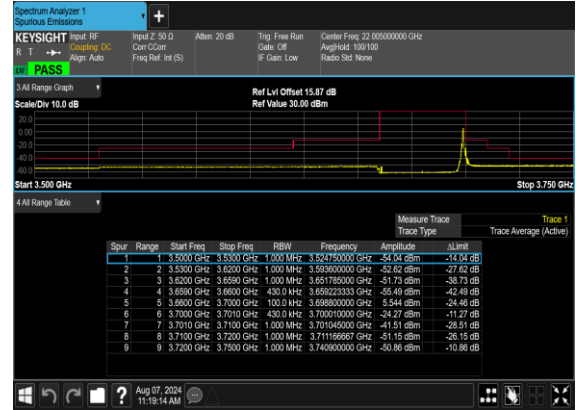 Spectrum Analyzer 1
Spurious Emissions
+
KEYSIGHT Input: RF Input Z: 50 Ω Atten: 20 dB Trig: Free Run Center Freq: 22.005000000 GHz
R T Coupling: DC Corr CCorr Gate: Off Avg|Hold: 100/100
Align: Auto Freq Ref: Int (S) IF Gain: Low Radio Std: None
PASS
3 All Range Graph
Ref Lvl Offset 15.87 dB
Scale/Div 10.0 dB Ref Value 30.00 dBm
20.0
0.00
-20.0
-40.0
-60.0
Start 3.500 GHz Stop 3.750 GHz
4 All Range Table
Measure Trace Trace 1
Trace Type Trace Average (Active)
Spur Range Start Freq Stop Freq RBW Frequency Amplitude ΔLimit
1 1 3.5000 GHz 3.5300 GHz 1.000 MHz 3.524750000 GHz -54.04 dBm -14.04 dB
2 2 3.5300 GHz 3.6200 GHz 1.000 MHz 3.593600000 GHz -52.62 dBm -27.62 dB
3 3 3.6200 GHz 3.6590 GHz 1.000 MHz 3.651785000 GHz -51.73 dBm -38.73 dB
4 4 3.6590 GHz 3.6600 GHz 430.0 kHz 3.659223333 GHz -55.49 dBm -42.49 dB
5 5 3.6600 GHz 3.7000 GHz 100.0 kHz 3.698800000 GHz 5.544 dBm -24.46 dB
6 6 3.7000 GHz 3.7010 GHz 430.0 kHz 3.700010000 GHz -24.27 dBm -11.27 dB
7 7 3.7010 GHz 3.7100 GHz 1.000 MHz 3.701045000 GHz -41.51 dBm -28.51 dB
8 8 3.7100 GHz 3.7200 GHz 1.000 MHz 3.711166667 GHz -51.15 dBm -26.15 dB
9 9 3.7200 GHz 3.7500 GHz 1.000 MHz 3.740900000 GHz -50.86 dBm -10.86 dB
? Aug 07, 2024
11:19:14 AM